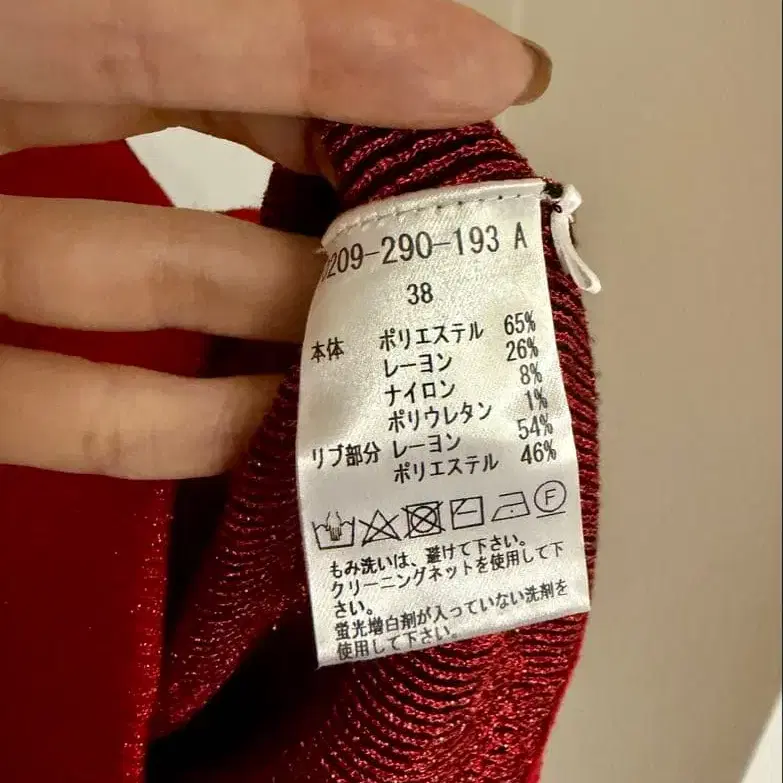 209-290-193 A
38
本体 ポリエステル 65%
レーヨン 26%
ナイロン 8%
ポリウレタン 1%
リブ部分 レーヨン 54%
ポリエステル 46%
F
もみ洗いは、避けて下さい。
クリーニングネットを使用して下
さい。
蛍光増白剤が入っていない洗剤を
使用して下さい。